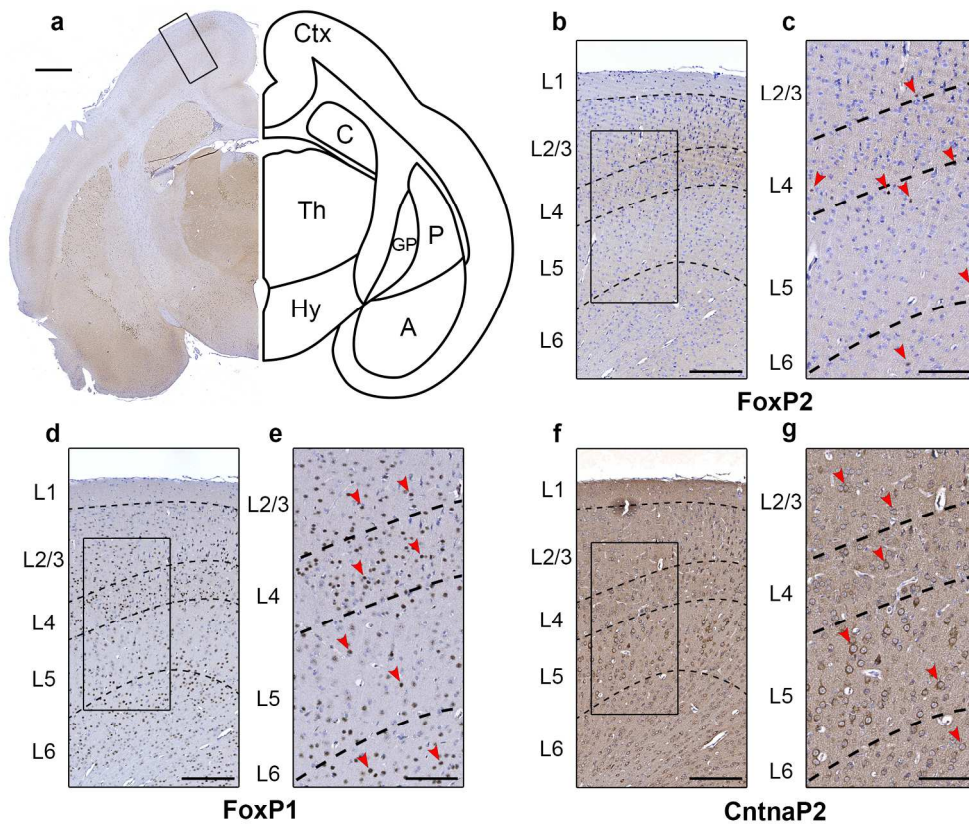 a
Ctx
C
Th
GP
P
Hy
A
b
L1
L2/3
L4
L5
L6
c
L2/3
L4
L5
L6
FoxP2
d
L1
L2/3
L4
L5
L6
e
L2/3
L4
L5
L6
FoxP1
f
L1
L2/3
L4
L5
L6
g
L2/3
L4
L5
L6
CntnaP2